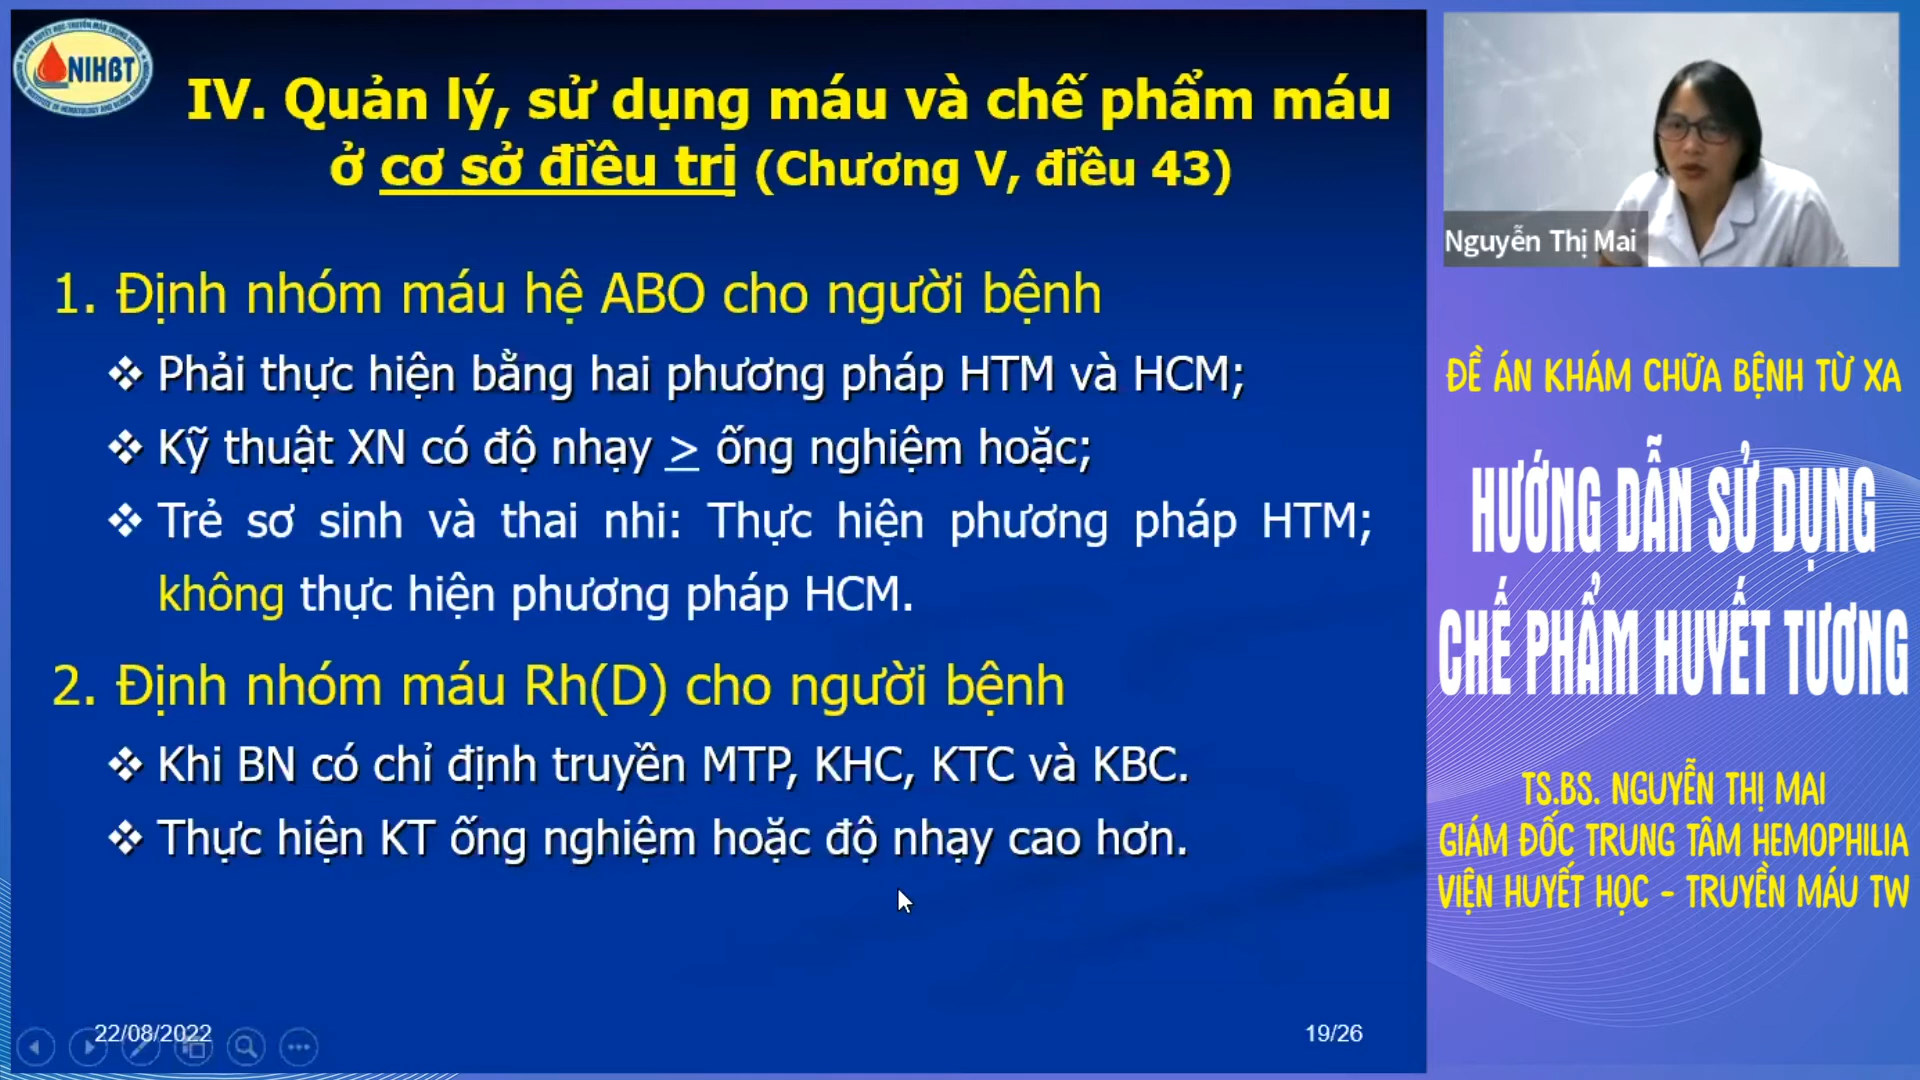 NIHBT
IV. Quản lý, sử dụng máu và chế phẩm máu
ở cơ sở điều trị (Chương V, điều 43)
1. Định nhóm máu hệ ABO cho người bệnh
❖ Phải thực hiện bằng hai phương pháp HTM và HCM;
❖ Kỹ thuật XN có độ nhạy > ống nghiệm hoặc;
❖ Trẻ sơ sinh và thai nhi: Thực hiện phương pháp HTM;
không thực hiện phương pháp HCM.
2. Định nhóm máu Rh(D) cho người bệnh
❖ Khi BN có chỉ định truyền MTP, KHC, KTC và KBC.
❖ Thực hiện KT ống nghiệm hoặc độ nhạy cao hơn.
22/08/2022
19/26
Nguyễn Thị Mai
ĐỀ ÁN KHÁM CHỮA BỆNH TỪ XA
HƯỚNG DẪN SỬ DỤNG
CHẾ PHẨM HUYẾT TƯƠNG
TS.BS. NGUYỄN THỊ MAI
GIÁM ĐỐC TRUNG TÂM HEMOPHILIA
VIỆN HUYẾT HỌC - TRUYỀN MÁU TW